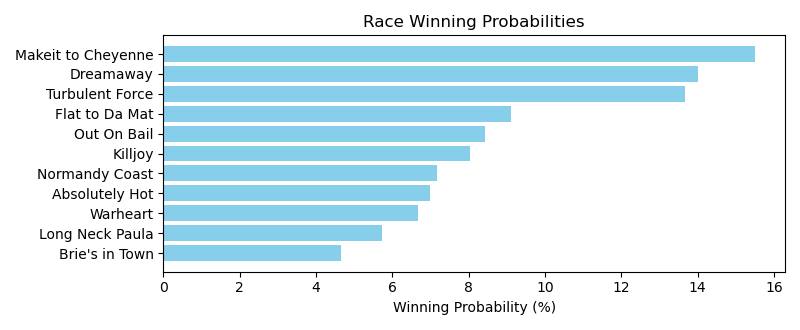 Race Winning Probabilities
Makeit to Cheyenne
Dreamaway
Turbulent Force
Flat to Da Mat
Out On Bail
Killjoy
Normandy Coast
Absolutely Hot
Warheart
Long Neck Paula
Brie's in Town
0 2 4 6 8 10 12 14 16
Winning Probability (%)